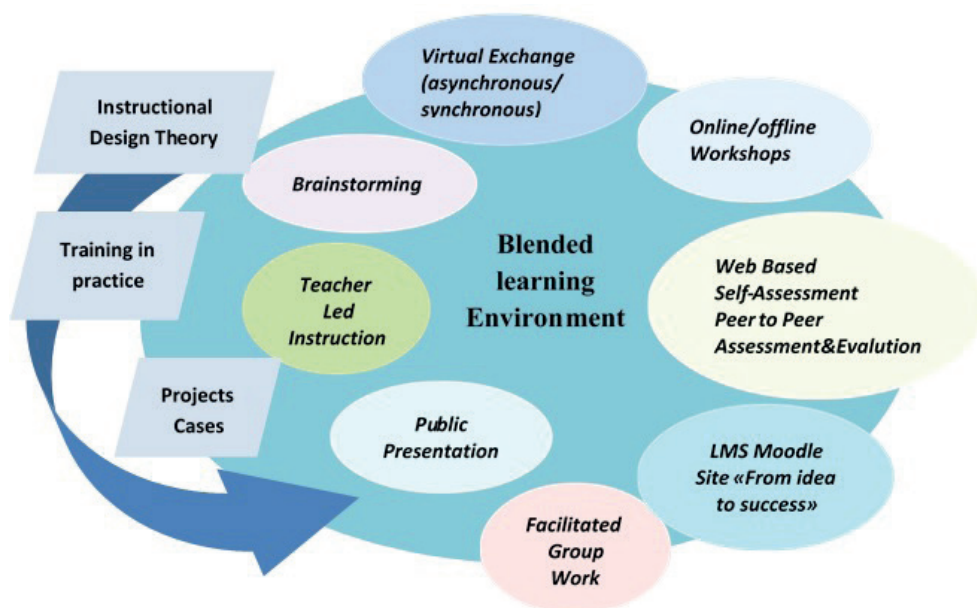 Virtual Exchange
(asynchronous/
synchronous)
Instructional
Design Theory
Online/offline
Workshops
Brainstorming
Training in
practice
Blended
learning
Environment
Teacher
Led
Instruction
Web Based
Self-Assessment
Peer to Peer
Assessment&Evalution
Projects
Cases
Public
Presentation
LMS Moodle
Site «From idea
to success»
Facilitated
Group
Work